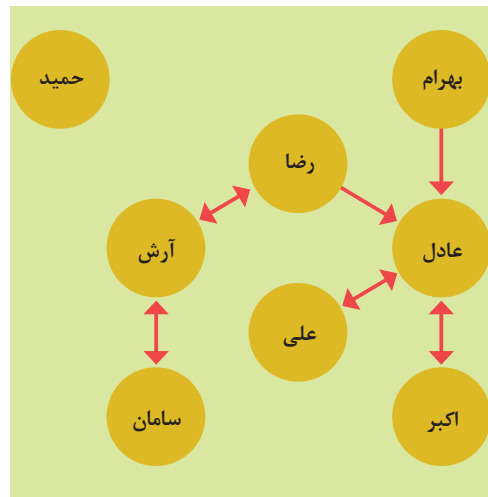 بهرام
حمید
رضا
عادل
آرش
علی
اکبر
سامان